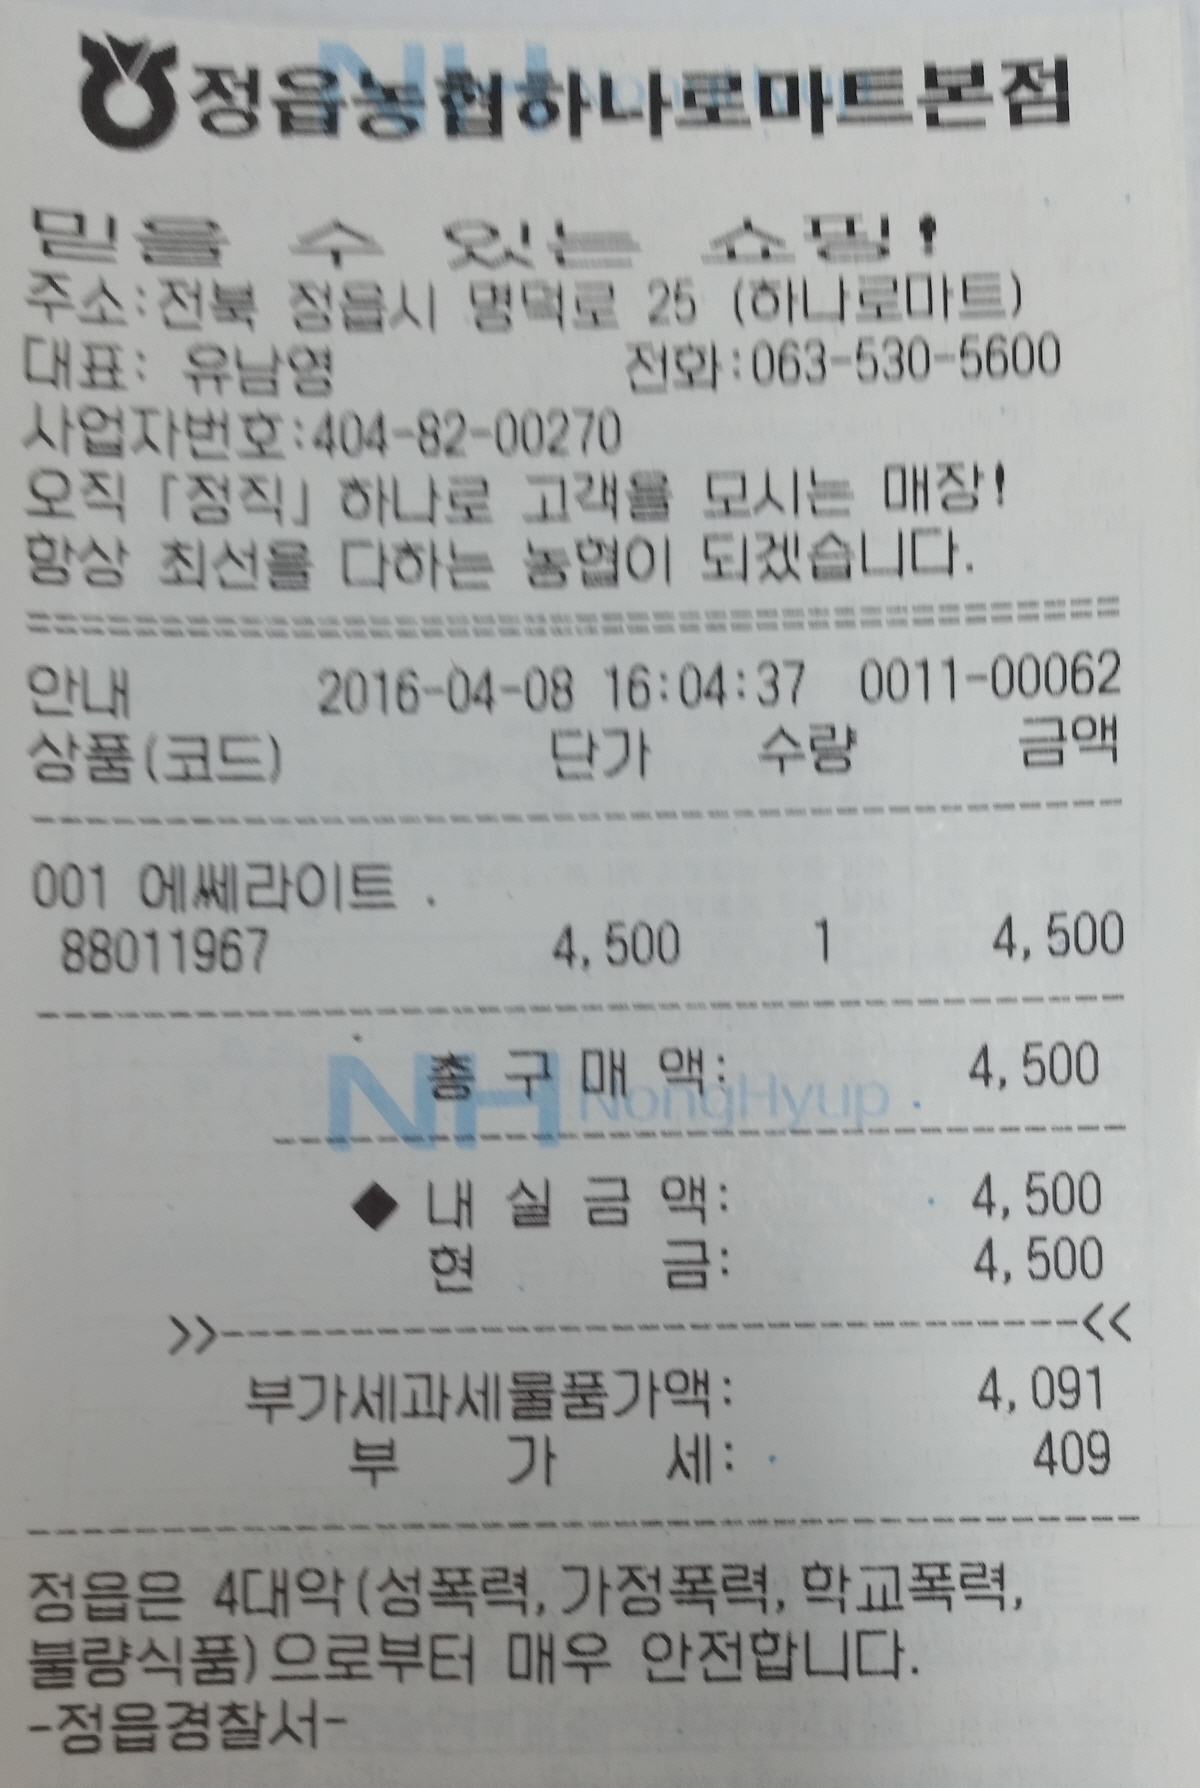 정읍농협하나로마트본점
믿을 수 있는 쇼핑!
주소:전북 정읍시 명덕로 25 (하나로마트)
대표: 유남영 전화:063-530-5600
사업자번호:404-82-00270
오직 「정직」 하나로 고객을 모시는 매장!
항상 최선을 다하는 농협이 되겠습니다.
안내 2016-04-08 16:04:37 0011-00062
상품(코드) 단가 수량 금액
001 에쎄라이트 .
88011967 4,500 1 4,500
총 구 매 액: 4,500
NH NongHyup
◆ 내 실 금 액: 4,500
현 금: 4,500
>>--------------------------------<<
부가세과세물품가액: 4,091
부 가 세: 409
정읍은 4대악(성폭력, 가정폭력, 학교폭력,
불량식품)으로부터 매우 안전합니다.
-정읍경찰서-